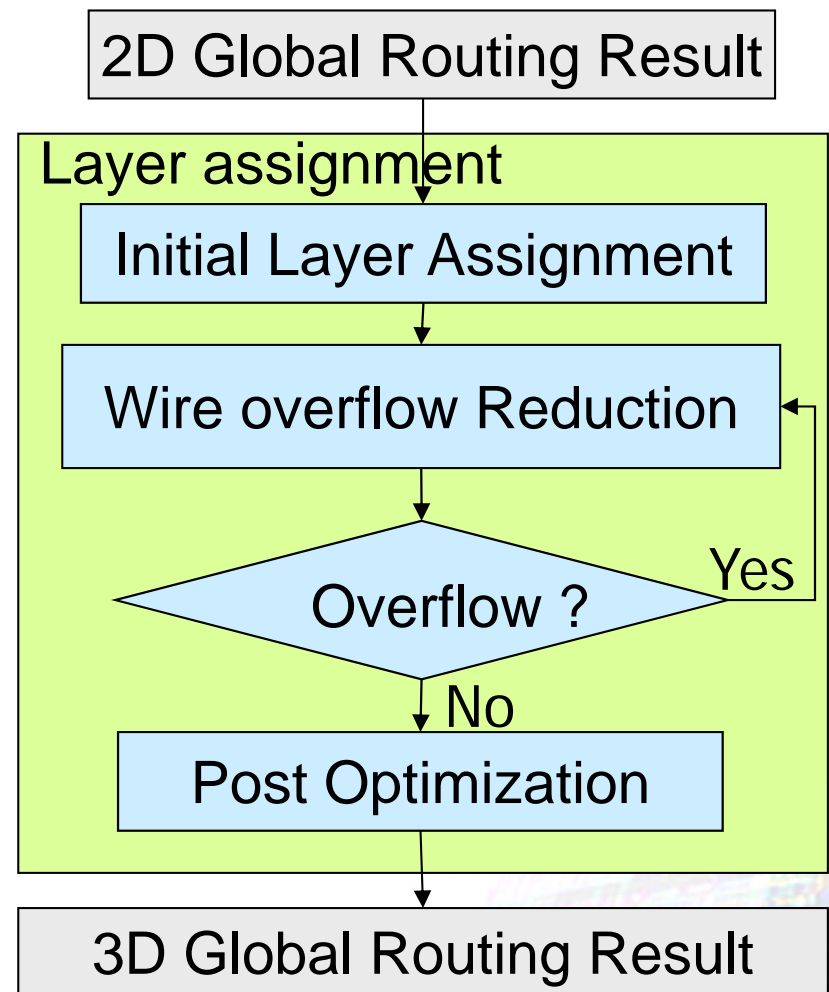 2D Global Routing Result
Layer assignment
Initial Layer Assignment
Wire overflow Reduction
Overflow ?
Yes
No
Post Optimization
3D Global Routing Result